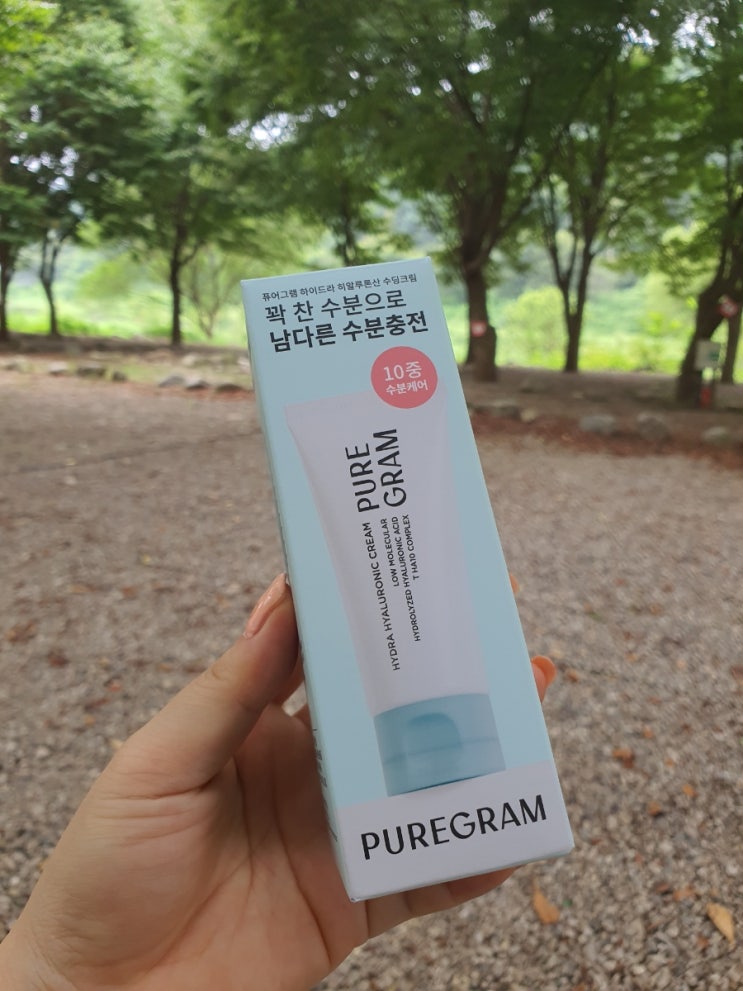 퓨어그램 하이드라 히알루론산 수딩크림
꽉 찬 수분으로
남다른 수분충전
10중
수분케어
PURE
GRAM
HYDRA HYALURONIC CREAM
LOW MOLECULAR
HYDROLYZED HYALURONIC ACID
T HA10 COMPLEX
PUREGRAM